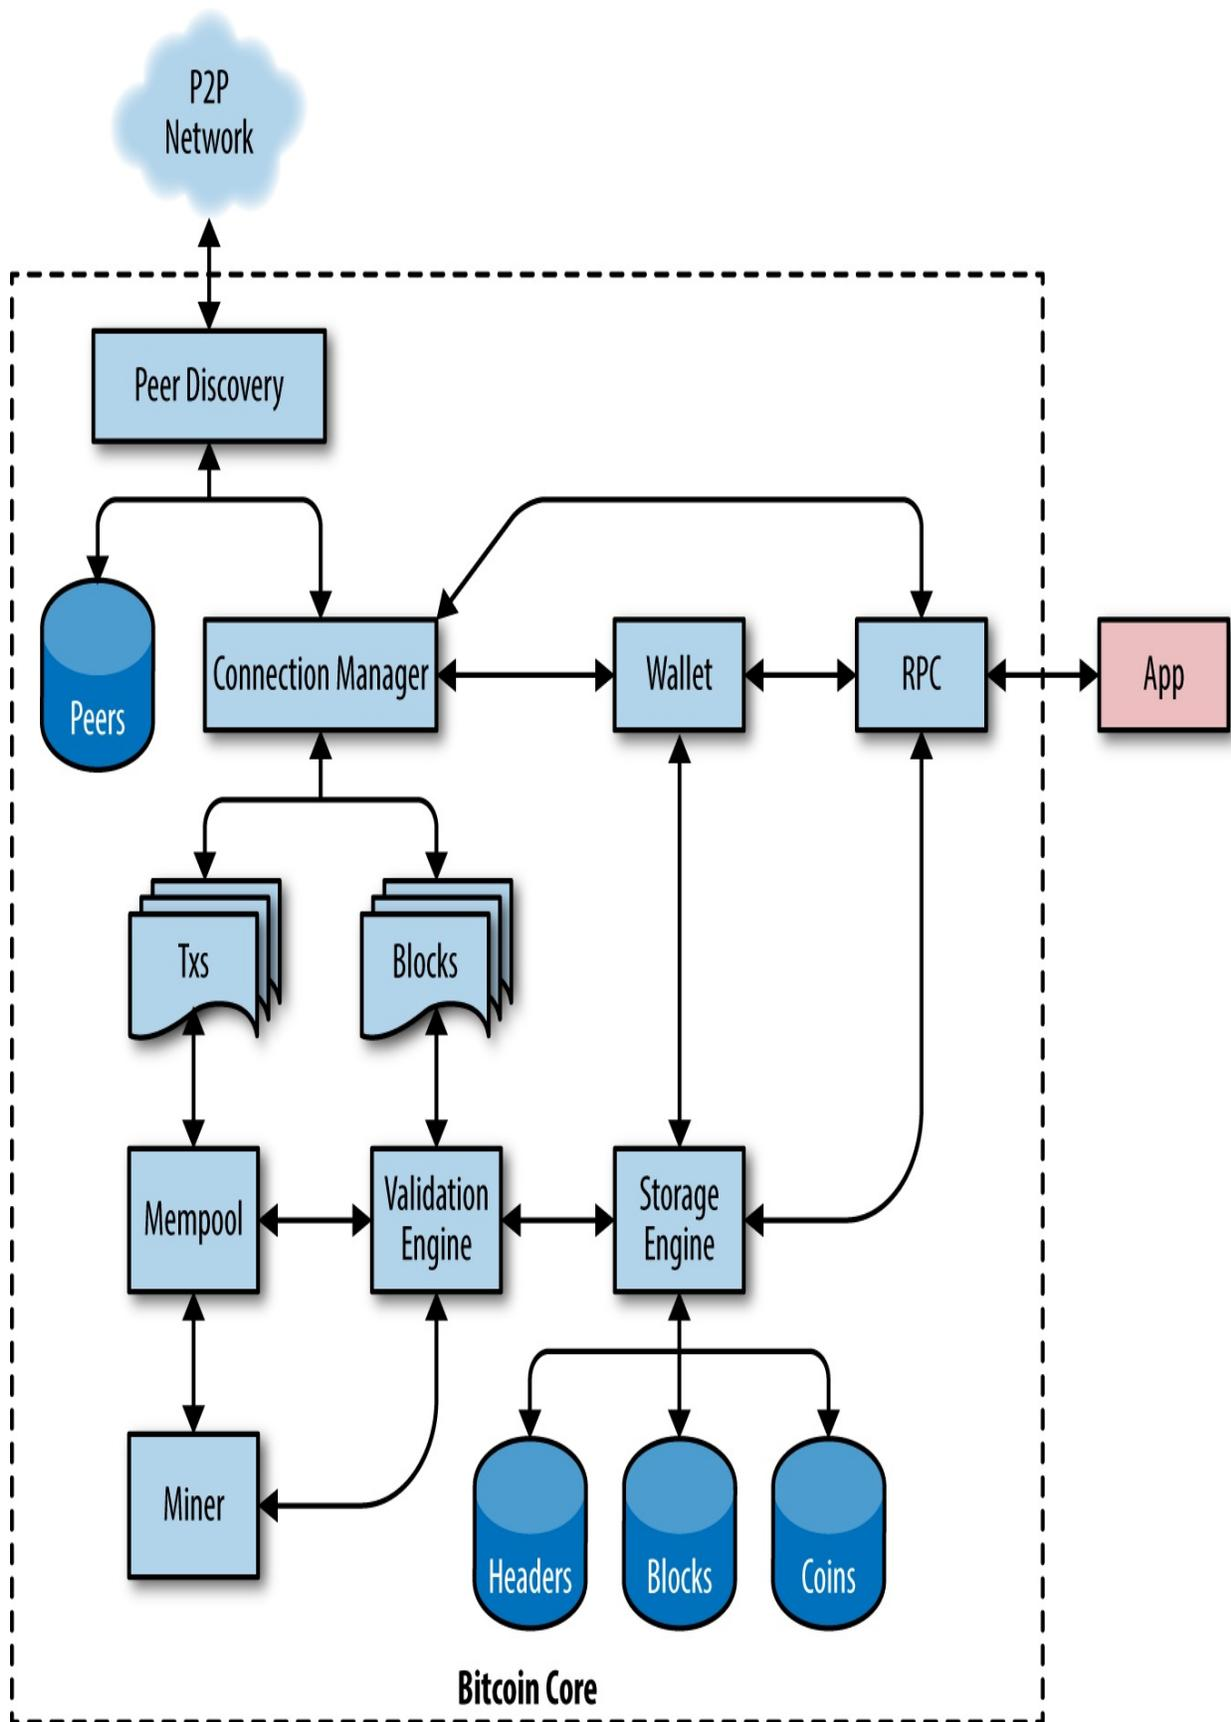 P2P
Network
Peer Discovery
Peers
Connection Manager
Wallet
RPC
App
Txs
Blocks
Mempool
Validation
Engine
Storage
Engine
Miner
Headers
Blocks
Coins
Bitcoin Core